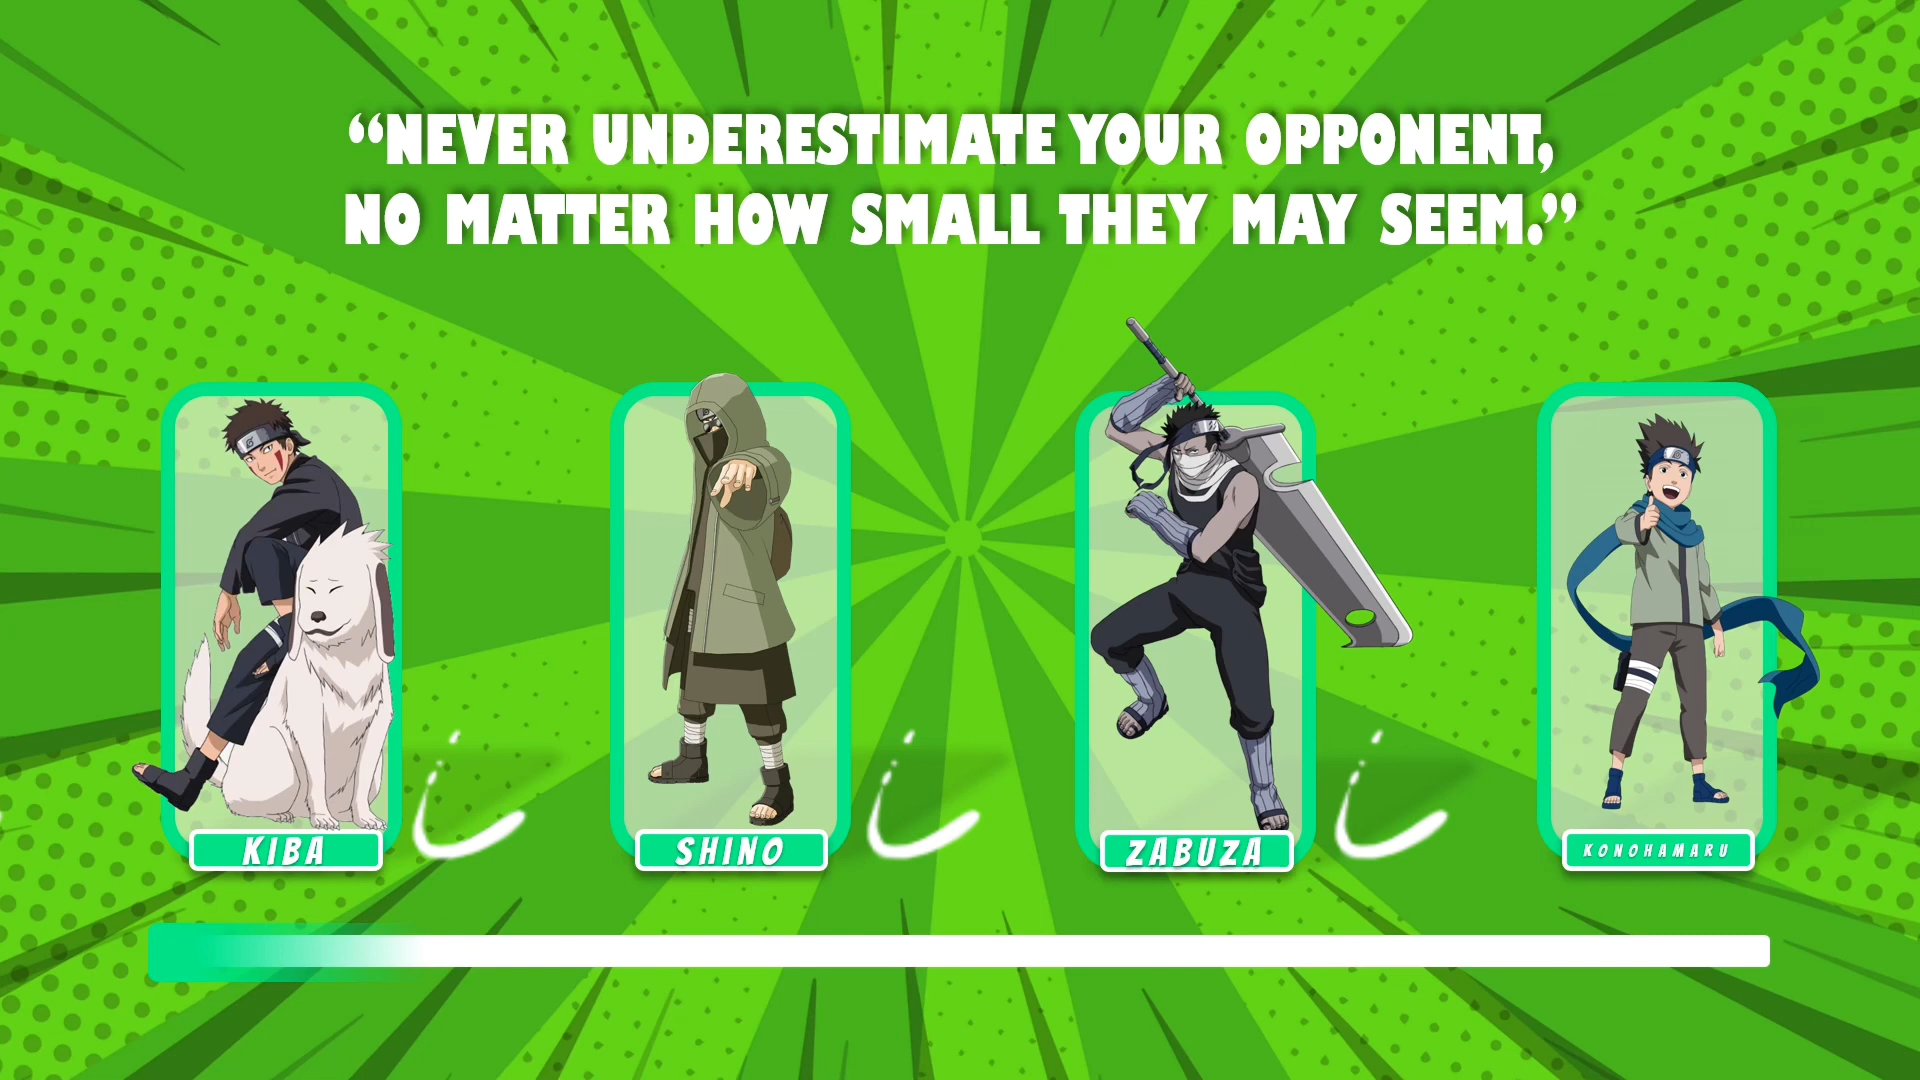 “NEVER UNDERESTIMATE YOUR OPPONENT,
NO MATTER HOW SMALL THEY MAY SEEM.”
KIBA
SHINO
ZABUZA
KONOHAMARU